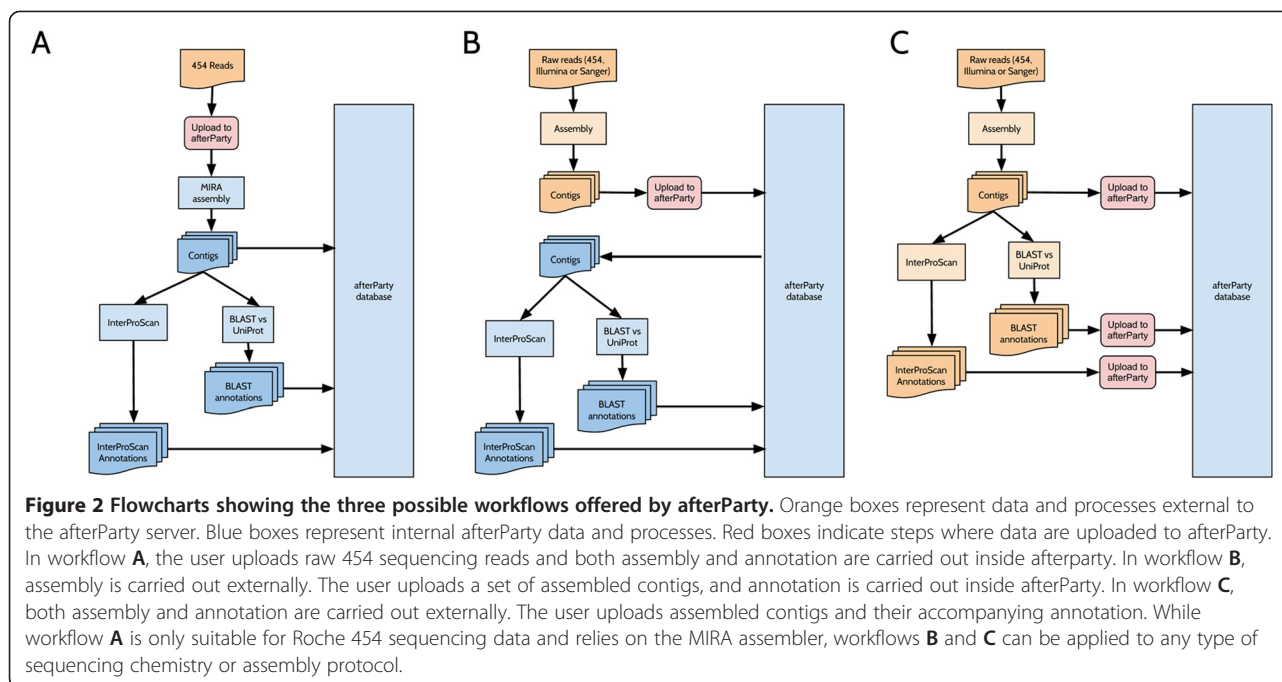 A
454 Reads
Upload to
afterParty
MIRA
assembly
Contigs
InterProScan
BLAST vs
UniProt
BLAST
annotations
InterProScan
Annotations
afterParty
database
B
Raw reads (454,
Illumina or Sanger)
Assembly
Contigs
Upload to
afterParty
Contigs
InterProScan
BLAST vs
UniProt
BLAST
annotations
InterProScan
Annotations
afterParty
database
C
Raw reads (454,
Illumina or Sanger)
Assembly
Contigs
Upload to
afterParty
InterProScan
BLAST vs
UniProt
BLAST
annotations
Upload to
afterParty
InterProScan
Annotations
Upload to
afterParty
afterParty
database
Figure 2 Flowcharts showing the three possible workflows offered by afterParty. Orange boxes represent data and processes external to
the afterParty server. Blue boxes represent internal afterParty data and processes. Red boxes indicate steps where data are uploaded to afterParty.
In workflow A, the user uploads raw 454 sequencing reads and both assembly and annotation are carried out inside afterparty. In workflow B,
assembly is carried out externally. The user uploads a set of assembled contigs, and annotation is carried out inside afterParty. In workflow C,
both assembly and annotation are carried out externally. The user uploads assembled contigs and their accompanying annotation. While
workflow A is only suitable for Roche 454 sequencing data and relies on the MIRA assembler, workflows B and C can be applied to any type of
sequencing chemistry or assembly protocol.